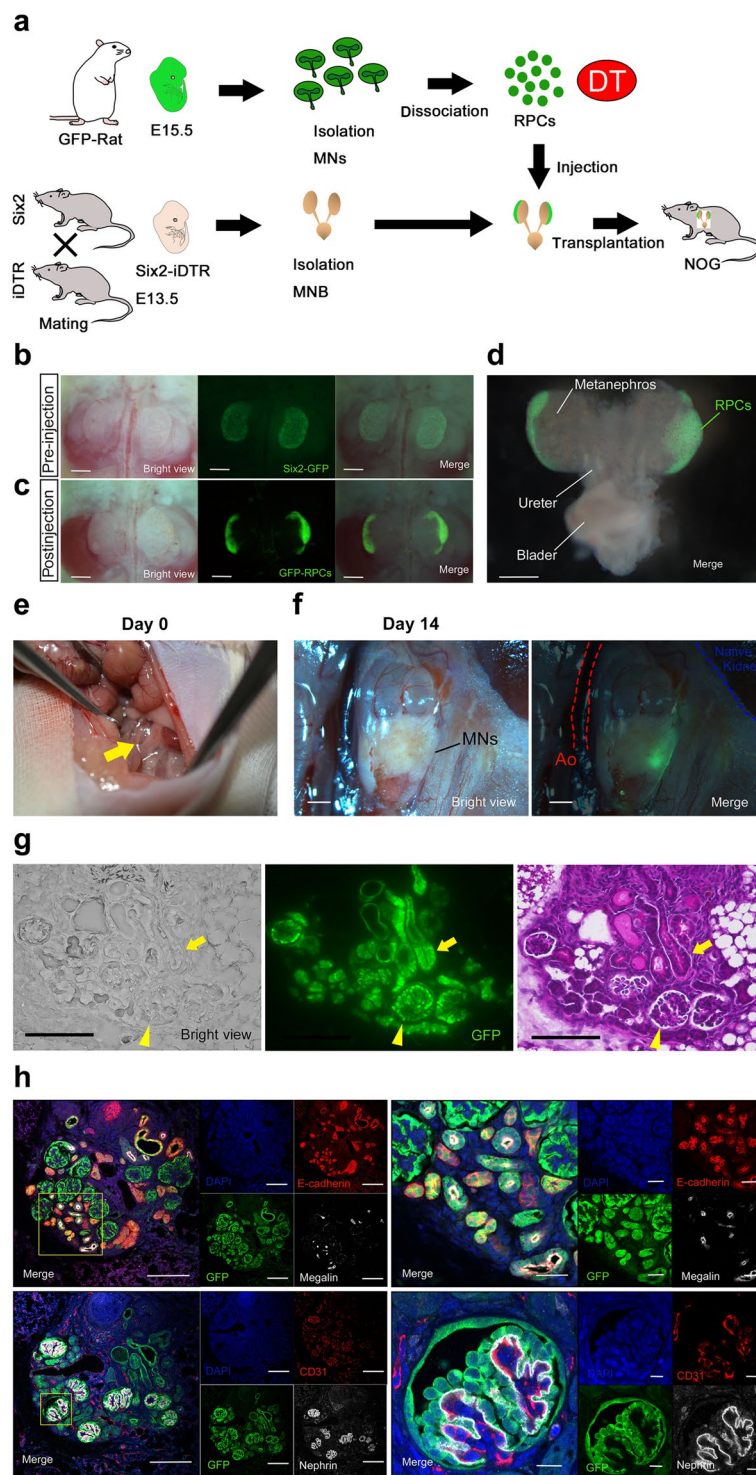 a
GFP-Rat
E15.5
Isolation
MNs
Dissociation
RPCs
DT
Injection
Six2
iDTR
Mating
Six2-iDTR
E13.5
Isolation
MNB
Transplantation
NOG
b
Pre-injection
Bright view
Six2-GFP
Merge
c
Postinjection
Bright view
GFP-RPCs
Merge
d
Metanephros
RPCs
Ureter
Blader
Merge
e
Day 0
f
Day 14
MNs
Bright view
Native
Kidney
Ao
Merge
g
Bright view
GFP
h
Merge
DAPI
E-cadherin
GFP
Megalin
Merge
DAPI
E-cadherin
GFP
Megalin
Merge
DAPI
CD31
GFP
Nephrin
Merge
DAPI
CD31
GFP
Nephrin